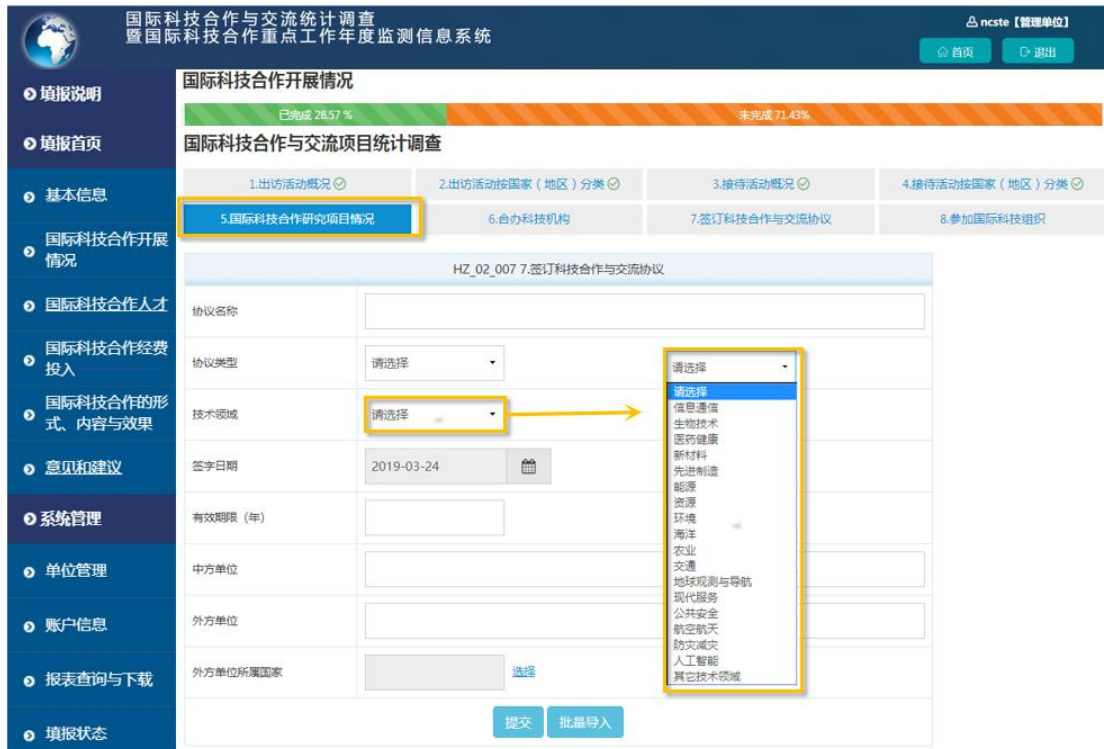 国际科技合作与交流统计调查
暨国际科技合作重点工作年度监测信息系统
ncste【管理单位】
首页
退出
填报说明
填报首页
基本信息
国际科技合作开展
情况
国际科技合作人才
国际科技合作经费
投入
国际科技合作的形
式、内容与效果
意见和建议
系统管理
单位管理
账户信息
报表查询与下载
填报状态
国际科技合作开展情况
已完成 28.57 %
未完成 71.43%
国际科技合作与交流项目统计调查
1.出访活动概况
2.出访活动按国家（地区）分类
3.接待活动概况
4.接待活动按国家（地区）分类
5.国际科技合作研究项目情况
6.合办科技机构
7.签订科技合作与交流协议
8.参加国际科技组织
HZ_02_007 7.签订科技合作与交流协议
协议名称
协议类型
请选择
技术领域
请选择
签字日期
2019-03-24
有效期限（年）
中方单位
外方单位
外方单位所属国家
选择
提交
批量导入
请选择
请选择
信息通信
生物技术
医药健康
新材料
先进制造
能源
资源
环境
海洋
农业
交通
地球观测与导航
现代服务
公共安全
航空航天
防灾减灾
人工智能
其它技术领域